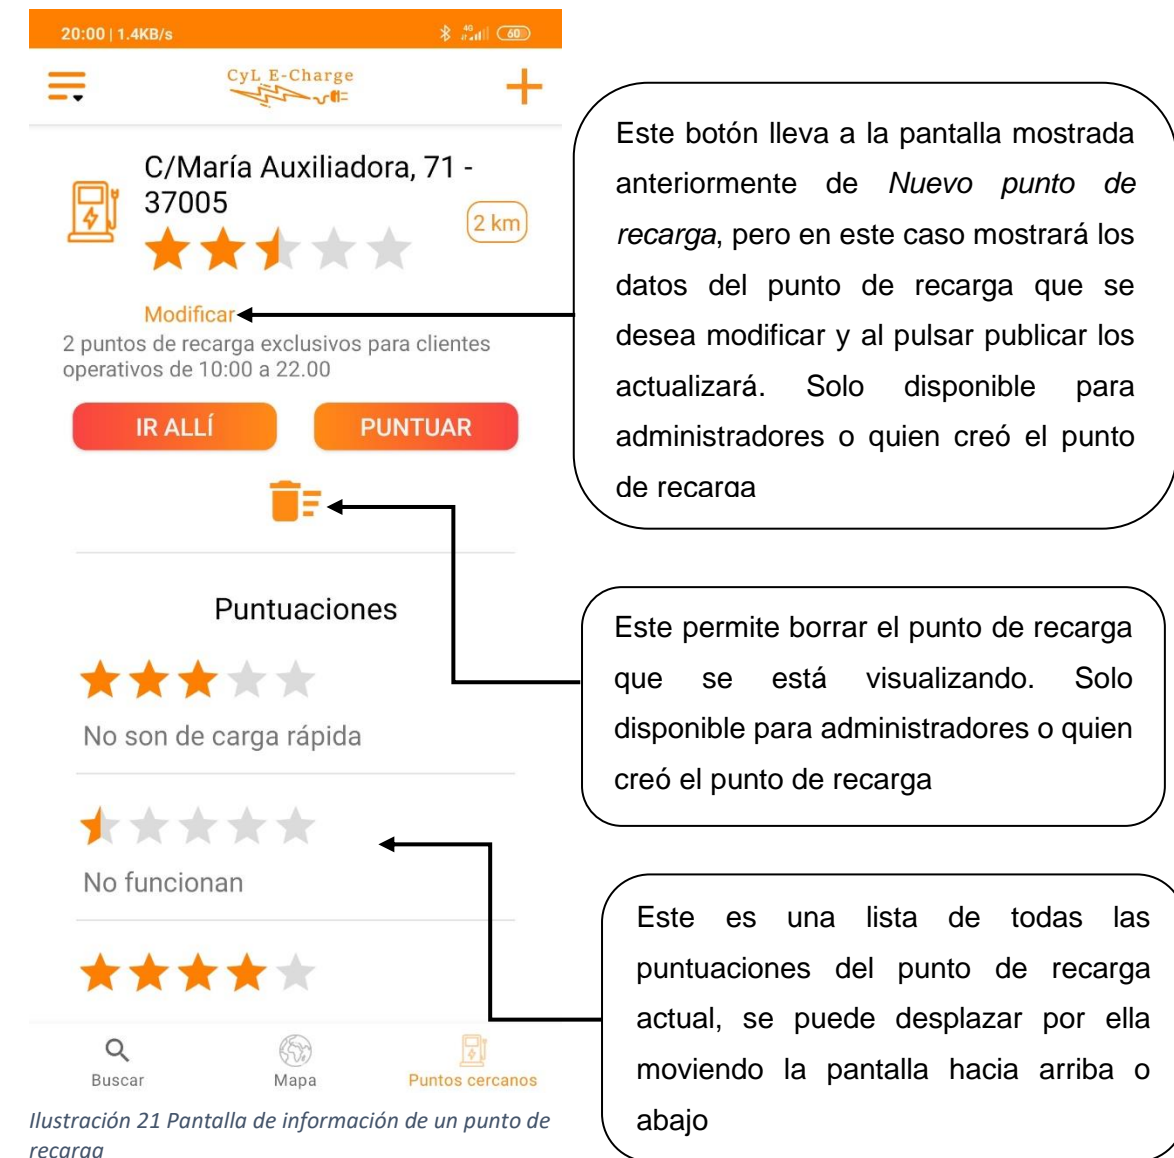 20:00 | 1.4KB/s
4G
60
CyL E-Charge
C/María Auxiliadora, 71 -
37005
2 km
Modificar
2 puntos de recarga exclusivos para clientes
operativos de 10:00 a 22.00
IR ALLÍ
PUNTUAR
Puntuaciones
No son de carga rápida
No funcionan
Buscar
Mapa
Puntos cercanos
Ilustración 21 Pantalla de información de un punto de
recarga
Este botón lleva a la pantalla mostrada
anteriormente de Nuevo punto de
recarga, pero en este caso mostrará los
datos del punto de recarga que se
desea modificar y al pulsar publicar los
actualizará. Solo disponible para
administradores o quien creó el punto
de recarga
Este permite borrar el punto de recarga
que se está visualizando. Solo
disponible para administradores o quien
creó el punto de recarga
Este es una lista de todas las
puntuaciones del punto de recarga
actual, se puede desplazar por ella
moviendo la pantalla hacia arriba o
abajo